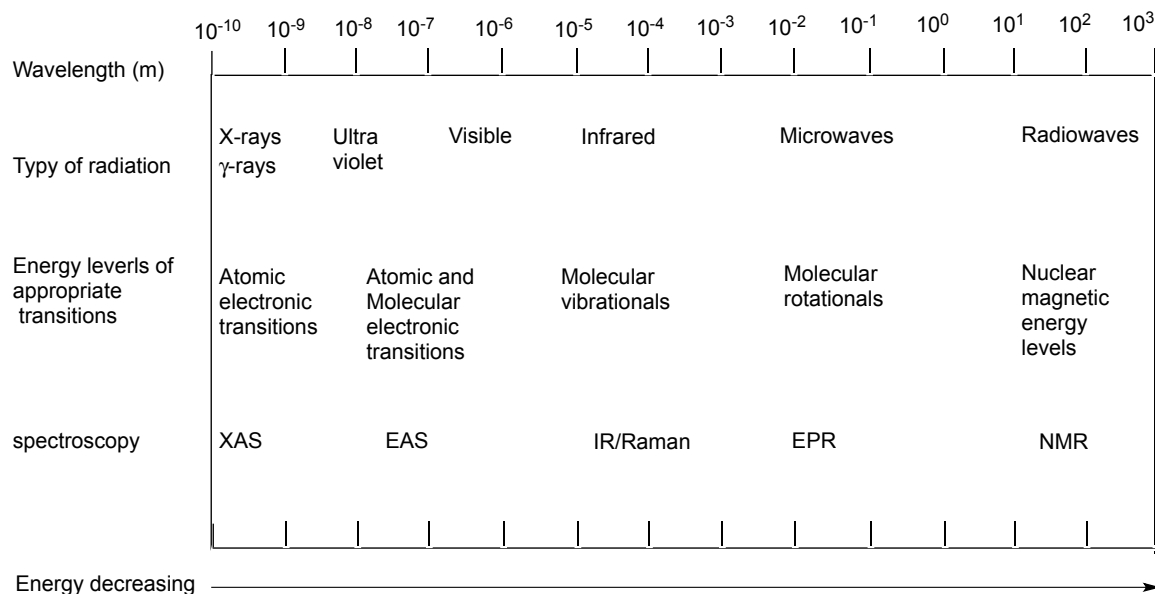 10-10 10-9 10-8 10-7 10-6 10-5 10-4 10-3 10-2 10-1 100 101 102 103
Wavelength (m)
X-rays Ultra Visible Infrared Microwaves Radiowaves
Typy of radiation γ-rays violet
Energy leverls of
appropriate
transitions
Atomic
electronic
transitions
Atomic and
Molecular
electronic
transitions
Molecular
vibrationals
Molecular
rotationals
Nuclear
magnetic
energy
levels
spectroscopy XAS EAS IR/Raman EPR NMR
Energy decreasing